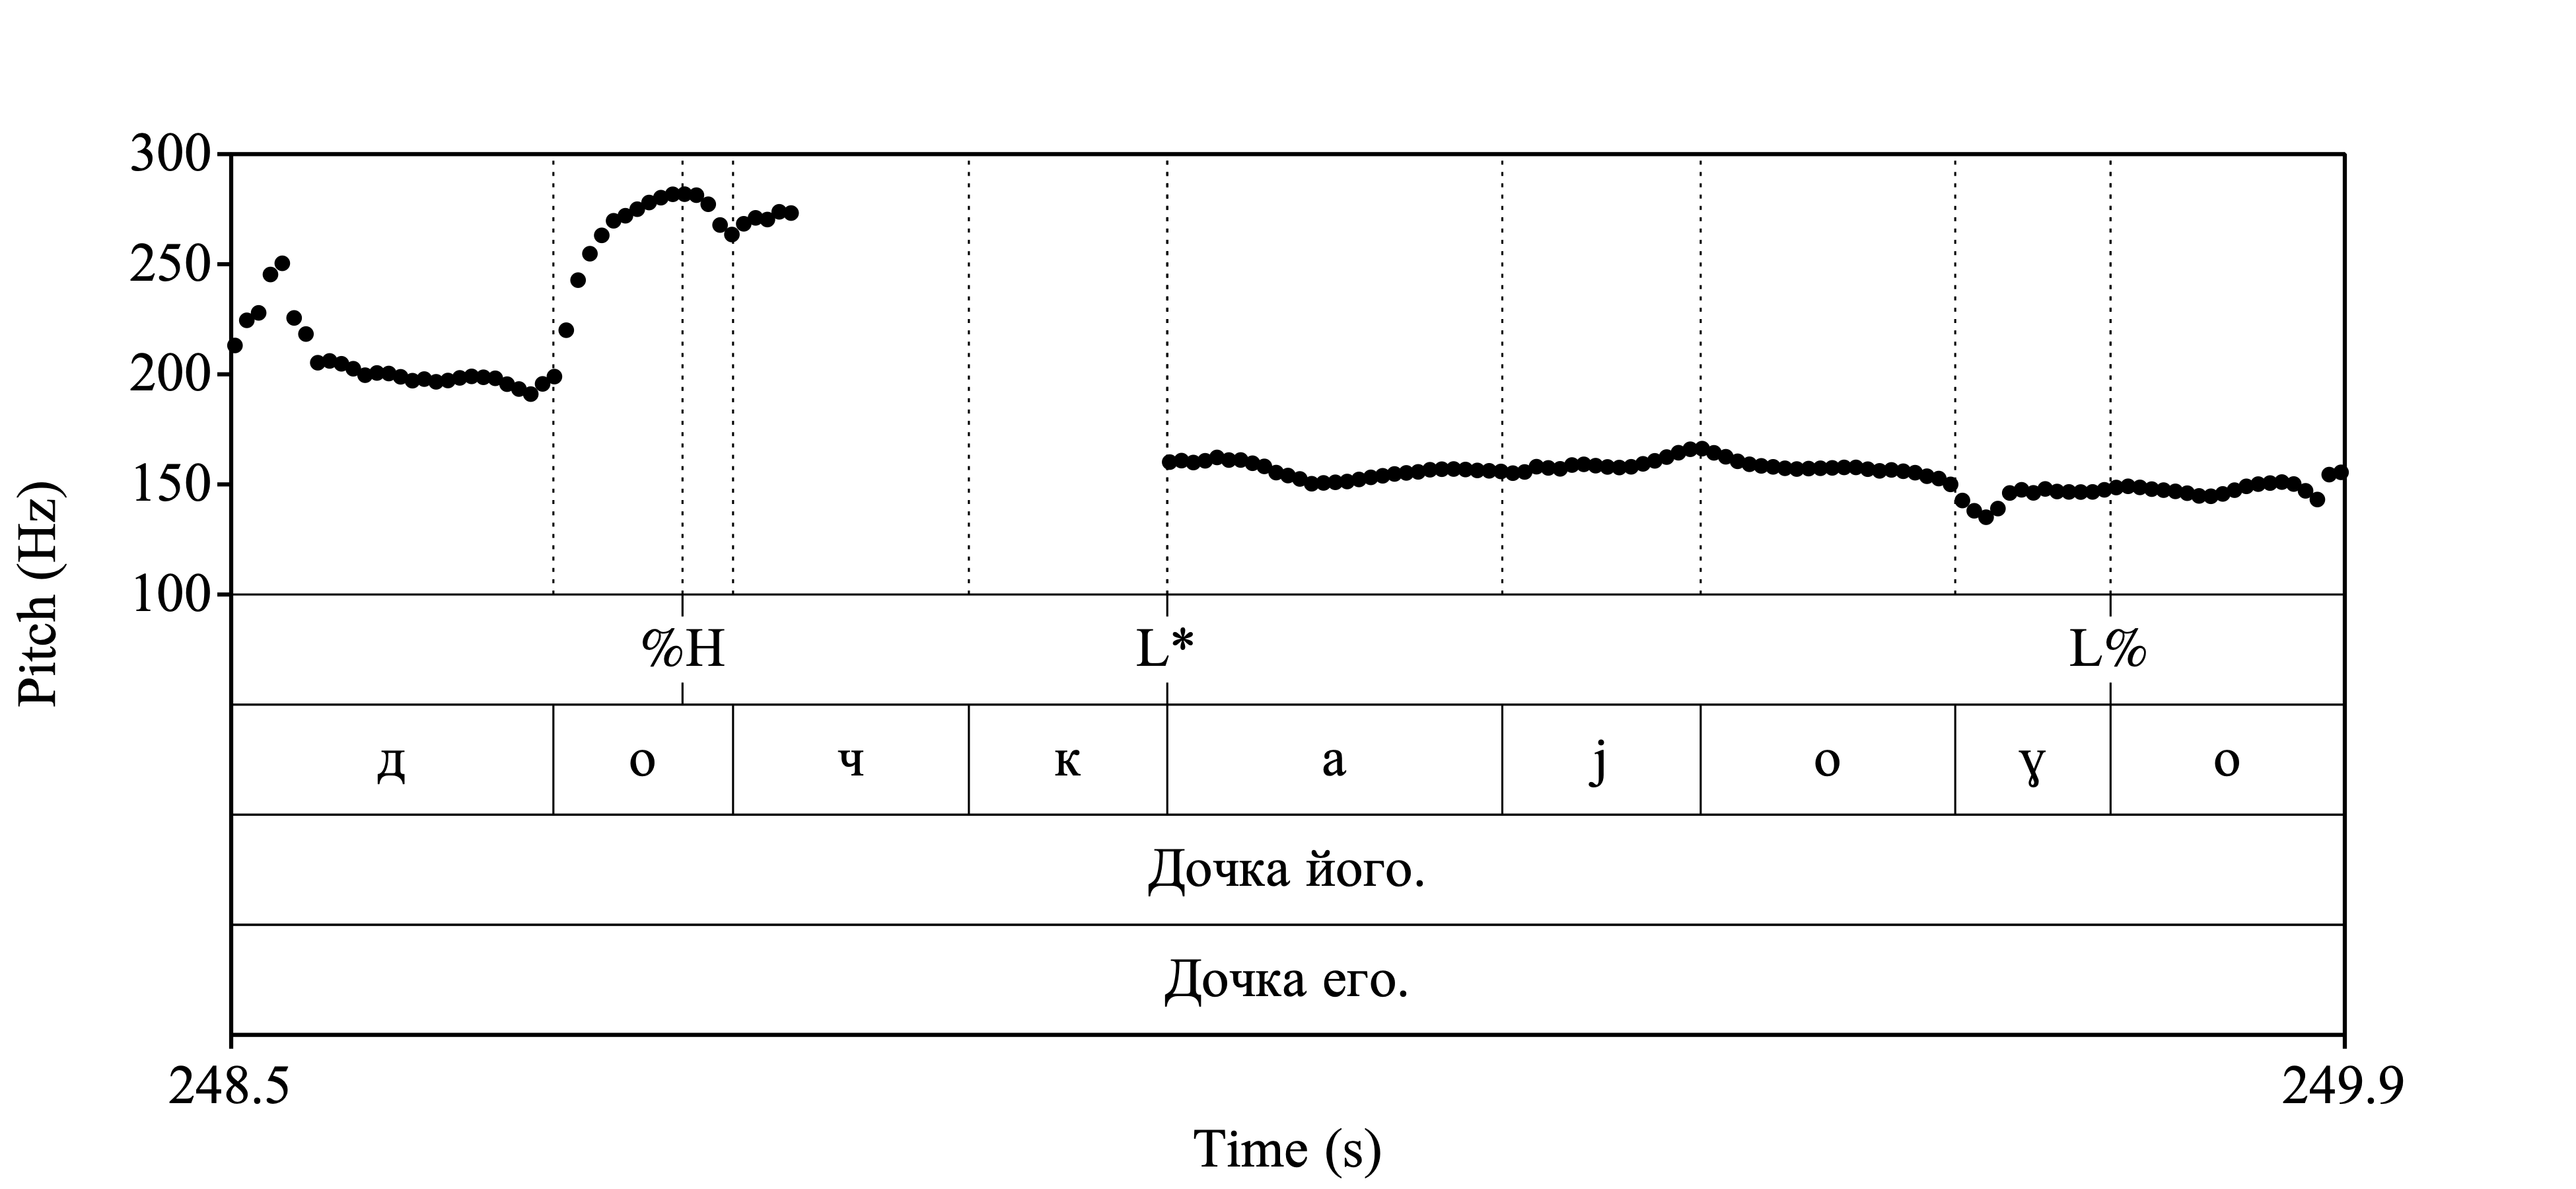 300
250
200
150
100
Pitch (Hz)
%H L* L%
д о ч к а j о ɣ о
Дочка його.
Дочка его.
248.5 249.9
Time (s)